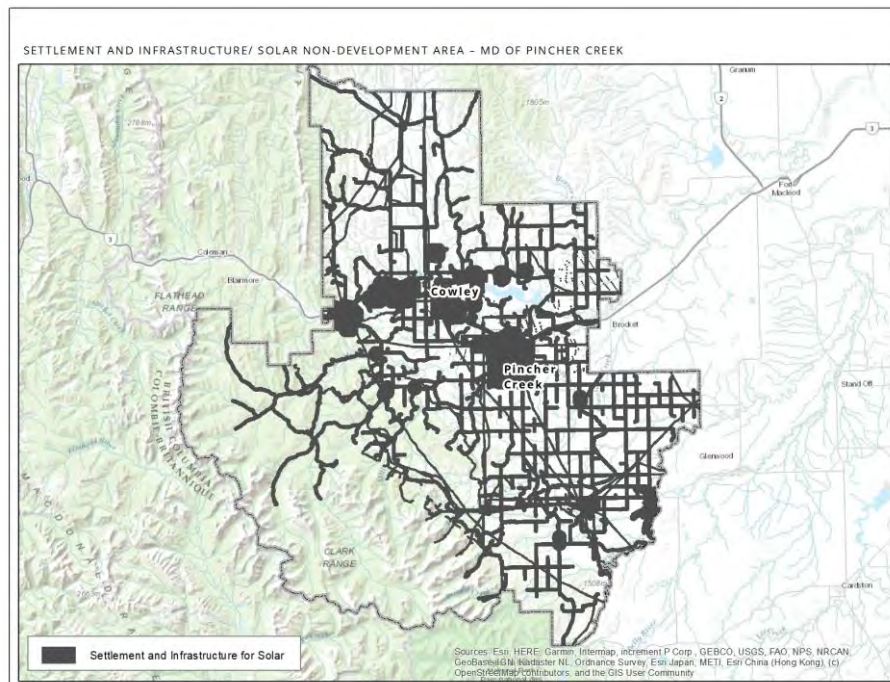 SETTLEMENT AND INFRASTRUCTURE/ SOLAR NON-DEVELOPMENT AREA – MD OF PINCHER CREEK
Granum
2
3
Fort
Macleod
3
Coleman
Blairmore
FLATHEAD
RANGE
Cowley
Brocket
Pincher
Creek
Stand Off
BRITISH COLUMBIA
COLOMBIE-BRITANNIQUE
Glenwood
CLARK
RANGE
Cardston
Settlement and Infrastructure for Solar
Sources: Esri, HERE, Garmin, Intermap, increment P Corp., GEBCO, USGS, FAO, NPS, NRCAN,
GeoBase, IGN, Kadaster NL, Ordnance Survey, Esri Japan, METI, Esri China (Hong Kong), (c)
OpenStreetMap contributors, and the GIS User Community